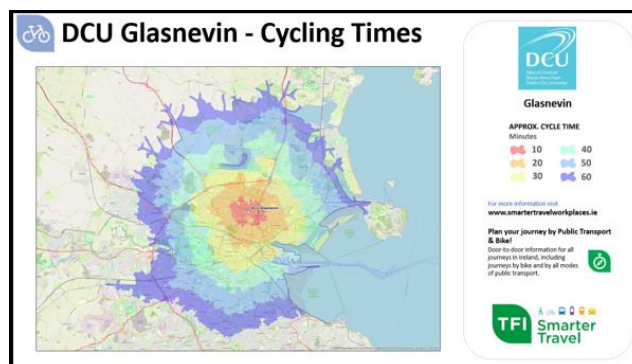 DCU Glasnevin - Cycling Times
DCU
Glasnevin
APPROX. CYCLE TIME
Minutes
10 40
20 50
30 60
For more information visit
www.smartertravelworkplaces.ie
Plan your journey by Public Transport
& Bike!
Door-to-door information for all
journeys in Ireland, including
journeys by bike and by all modes
of public transport.
TFI Smarter
Travel